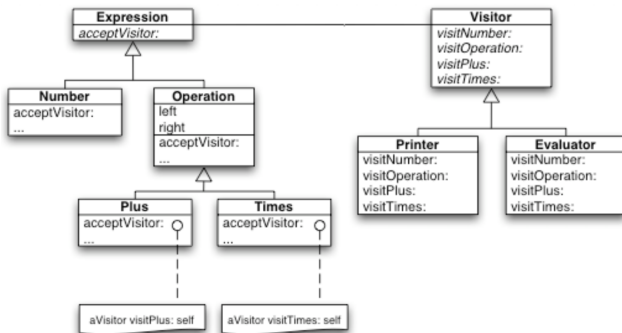 Expression
acceptVisitor:
Visitor
visitNumber:
visitOperation:
visitPlus:
visitTimes:
Number
acceptVisitor:
...
Operation
left
right
acceptVisitor:
...
Printer
visitNumber:
visitOperation:
visitPlus:
visitTimes:
Evaluator
visitNumber:
visitOperation:
visitPlus:
visitTimes:
Plus
acceptVisitor:
...
Times
acceptVisitor:
...
aVisitor visitPlus: self
aVisitor visitTimes: self